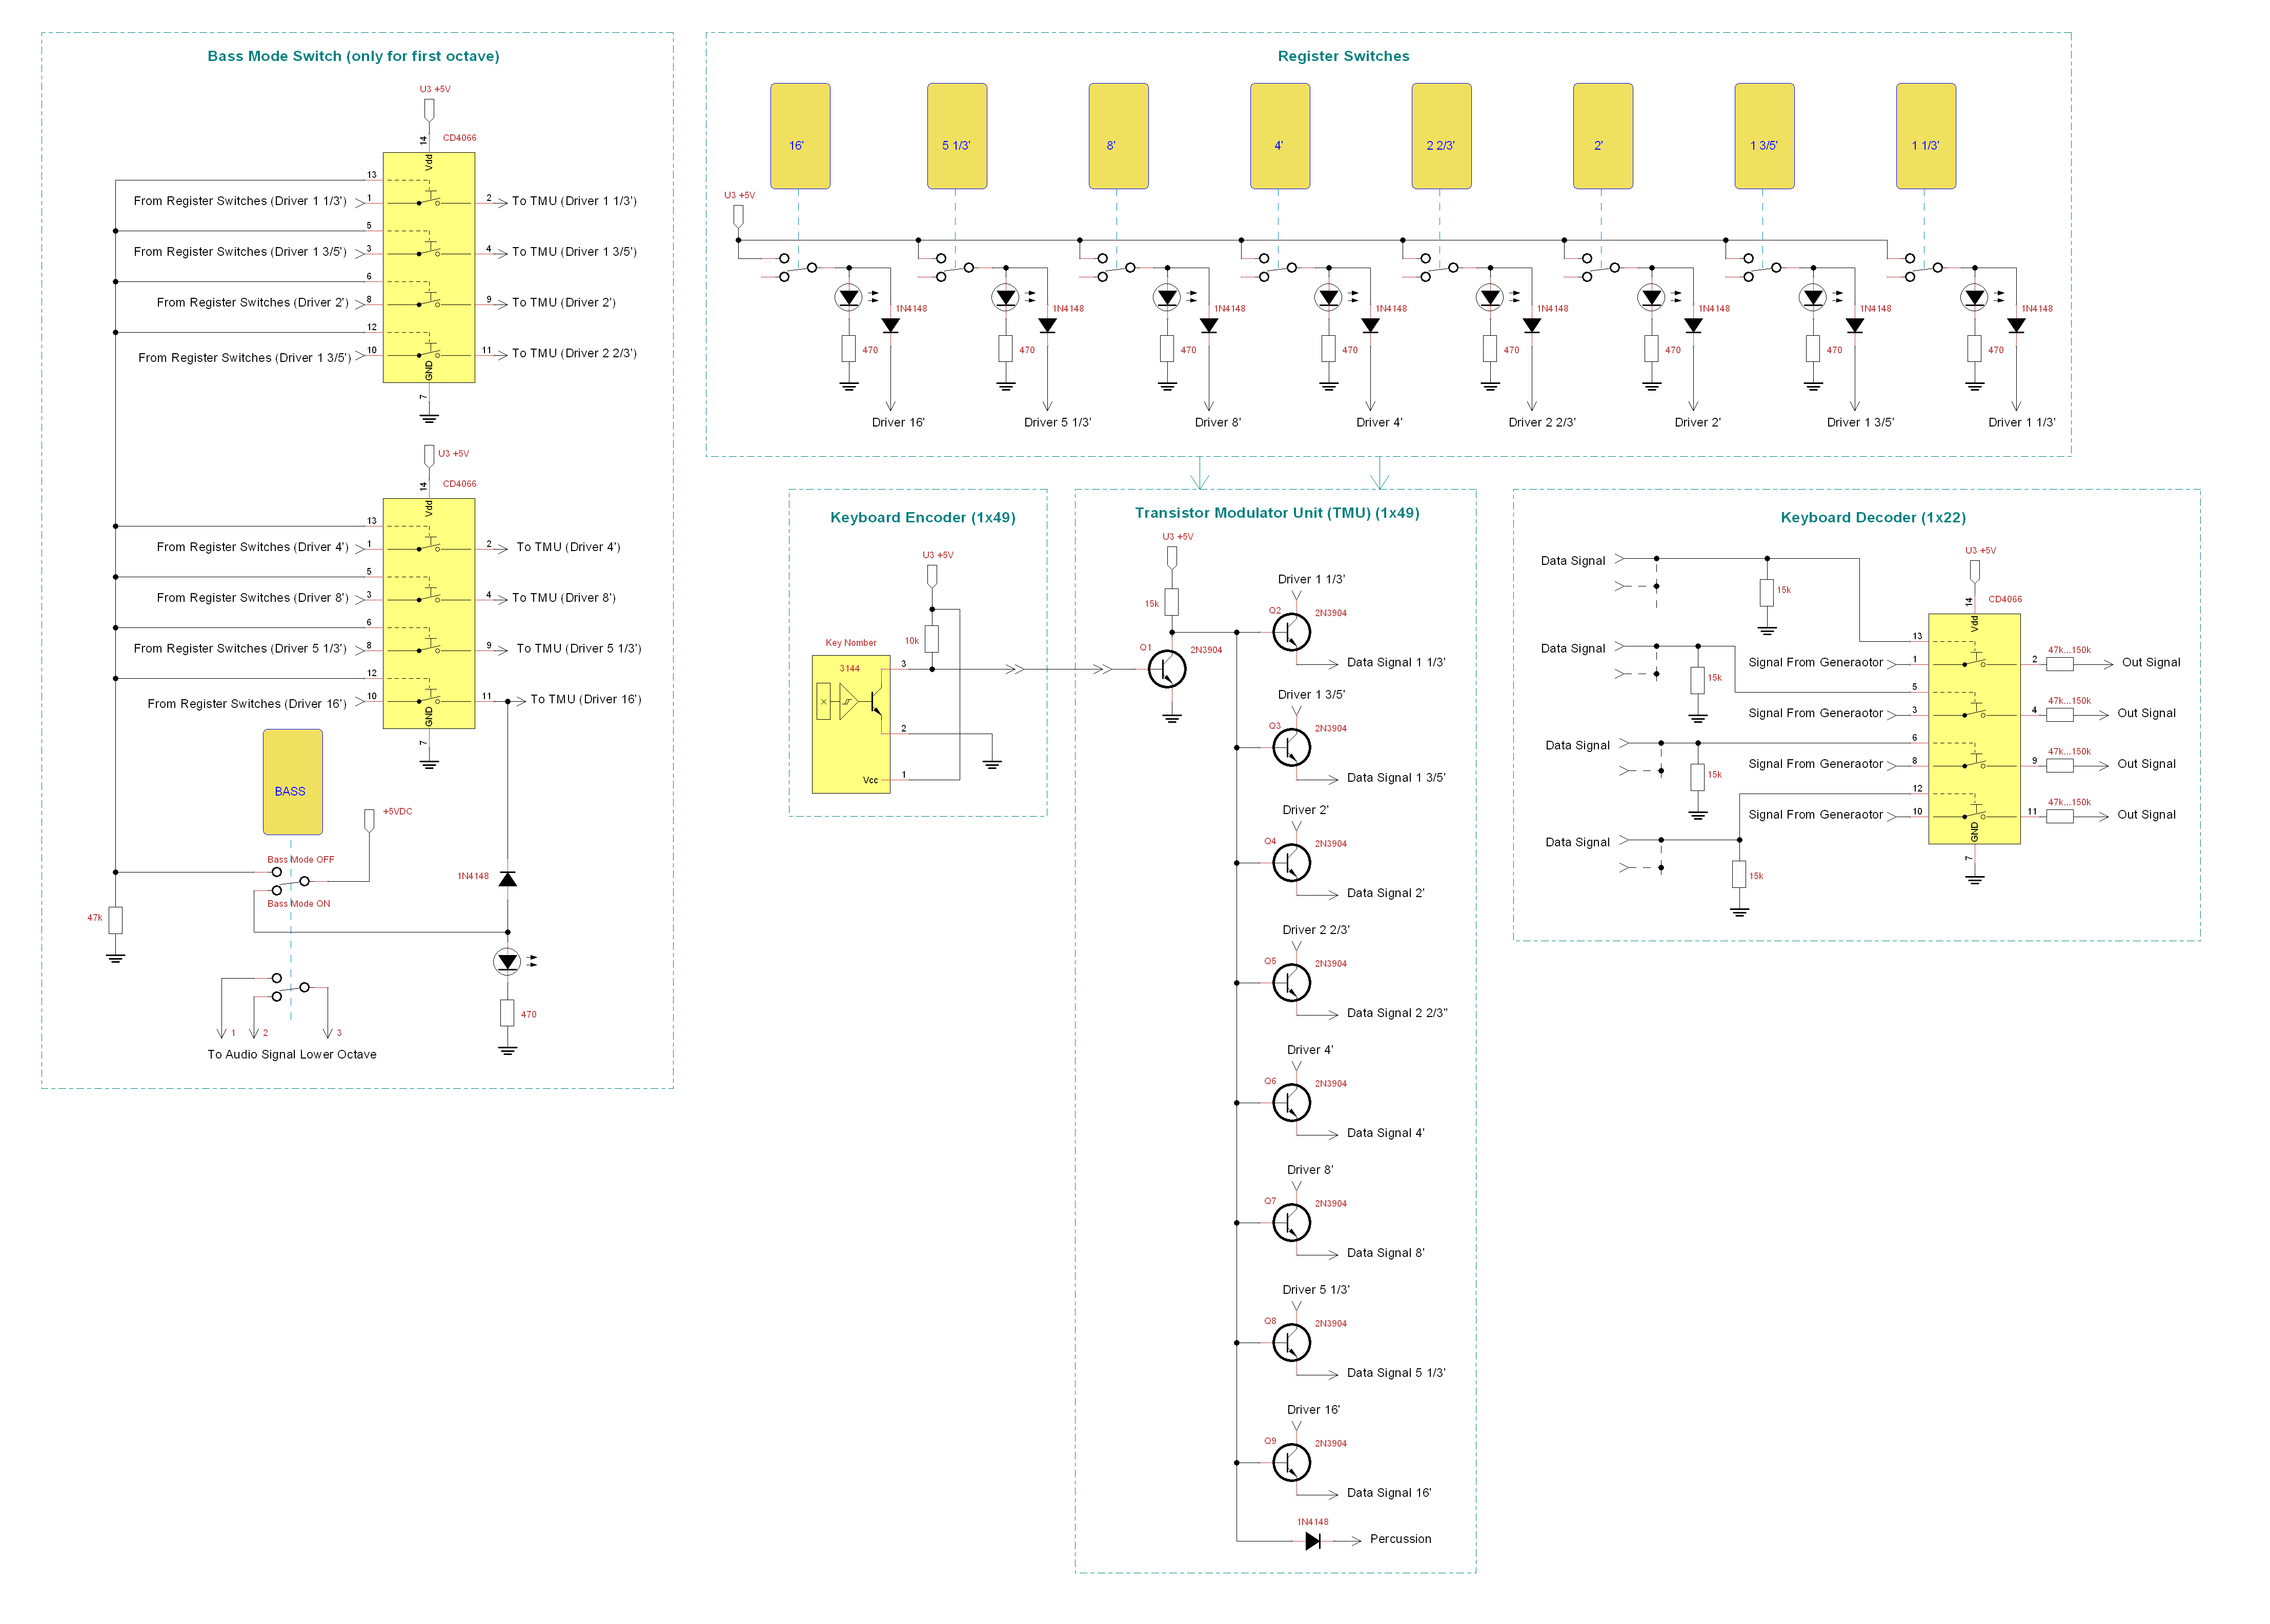 Bass Mode Switch (only for first octave)
U3 +5V
CD4066
14
Vdd
13
From Register Switches (Driver 1 1/3')
1
2
To TMU (Driver 1 1/3')
5
From Register Switches (Driver 1 3/5')
3
4
To TMU (Driver 1 3/5')
6
From Register Switches (Driver 2')
8
9
To TMU (Driver 2')
12
From Register Switches (Driver 1 3/5')
10
11
To TMU (Driver 2 2/3')
GND
7
U3 +5V
CD4066
14
Vdd
13
From Register Switches (Driver 4')
1
2
To TMU (Driver 4')
5
From Register Switches (Driver 8')
3
4
To TMU (Driver 8')
6
From Register Switches (Driver 5 1/3')
8
9
To TMU (Driver 5 1/3')
12
From Register Switches (Driver 16')
10
11
To TMU (Driver 16')
GND
7
BASS
+5VDC
Bass Mode OFF
Bass Mode ON
1N4148
47k
470
1
2
3
To Audio Signal Lower Octave
Register Switches
16'
5 1/3'
8'
4'
2 2/3'
2'
1 3/5'
1 1/3'
U3 +5V
1N4148
1N4148
1N4148
1N4148
1N4148
1N4148
1N4148
1N4148
470
470
470
470
470
470
470
470
Driver 16'
Driver 5 1/3'
Driver 8'
Driver 4'
Driver 2 2/3'
Driver 2'
Driver 1 3/5'
Driver 1 1/3'
Keyboard Encoder (1x49)
U3 +5V
10k
Key Nomber
3144
3
X
2
Vcc
1
Transistor Modulator Unit (TMU) (1x49)
U3 +5V
15k
Q1
2N3904
Driver 1 1/3'
Q2
2N3904
Data Signal 1 1/3'
Driver 1 3/5'
Q3
2N3904
Data Signal 1 3/5'
Driver 2'
Q4
2N3904
Data Signal 2'
Driver 2 2/3'
Q5
2N3904
Data Signal 2 2/3"
Driver 4'
Q6
2N3904
Data Signal 4'
Driver 8'
Q7
2N3904
Data Signal 8'
Driver 5 1/3'
Q8
2N3904
Data Signal 5 1/3'
Driver 16'
Q9
2N3904
Data Signal 16'
1N4148
Percussion
Keyboard Decoder (1x22)
Data Signal
15k
Data Signal
15k
Data Signal
15k
Data Signal
15k
U3 +5V
CD4066
14
Vdd
13
Signal From Generaotor
1
2
47k...150k
Out Signal
5
Signal From Generaotor
3
4
47k...150k
Out Signal
6
Signal From Generaotor
8
9
47k...150k
Out Signal
12
Signal From Generaotor
10
11
47k...150k
Out Signal
GND
7